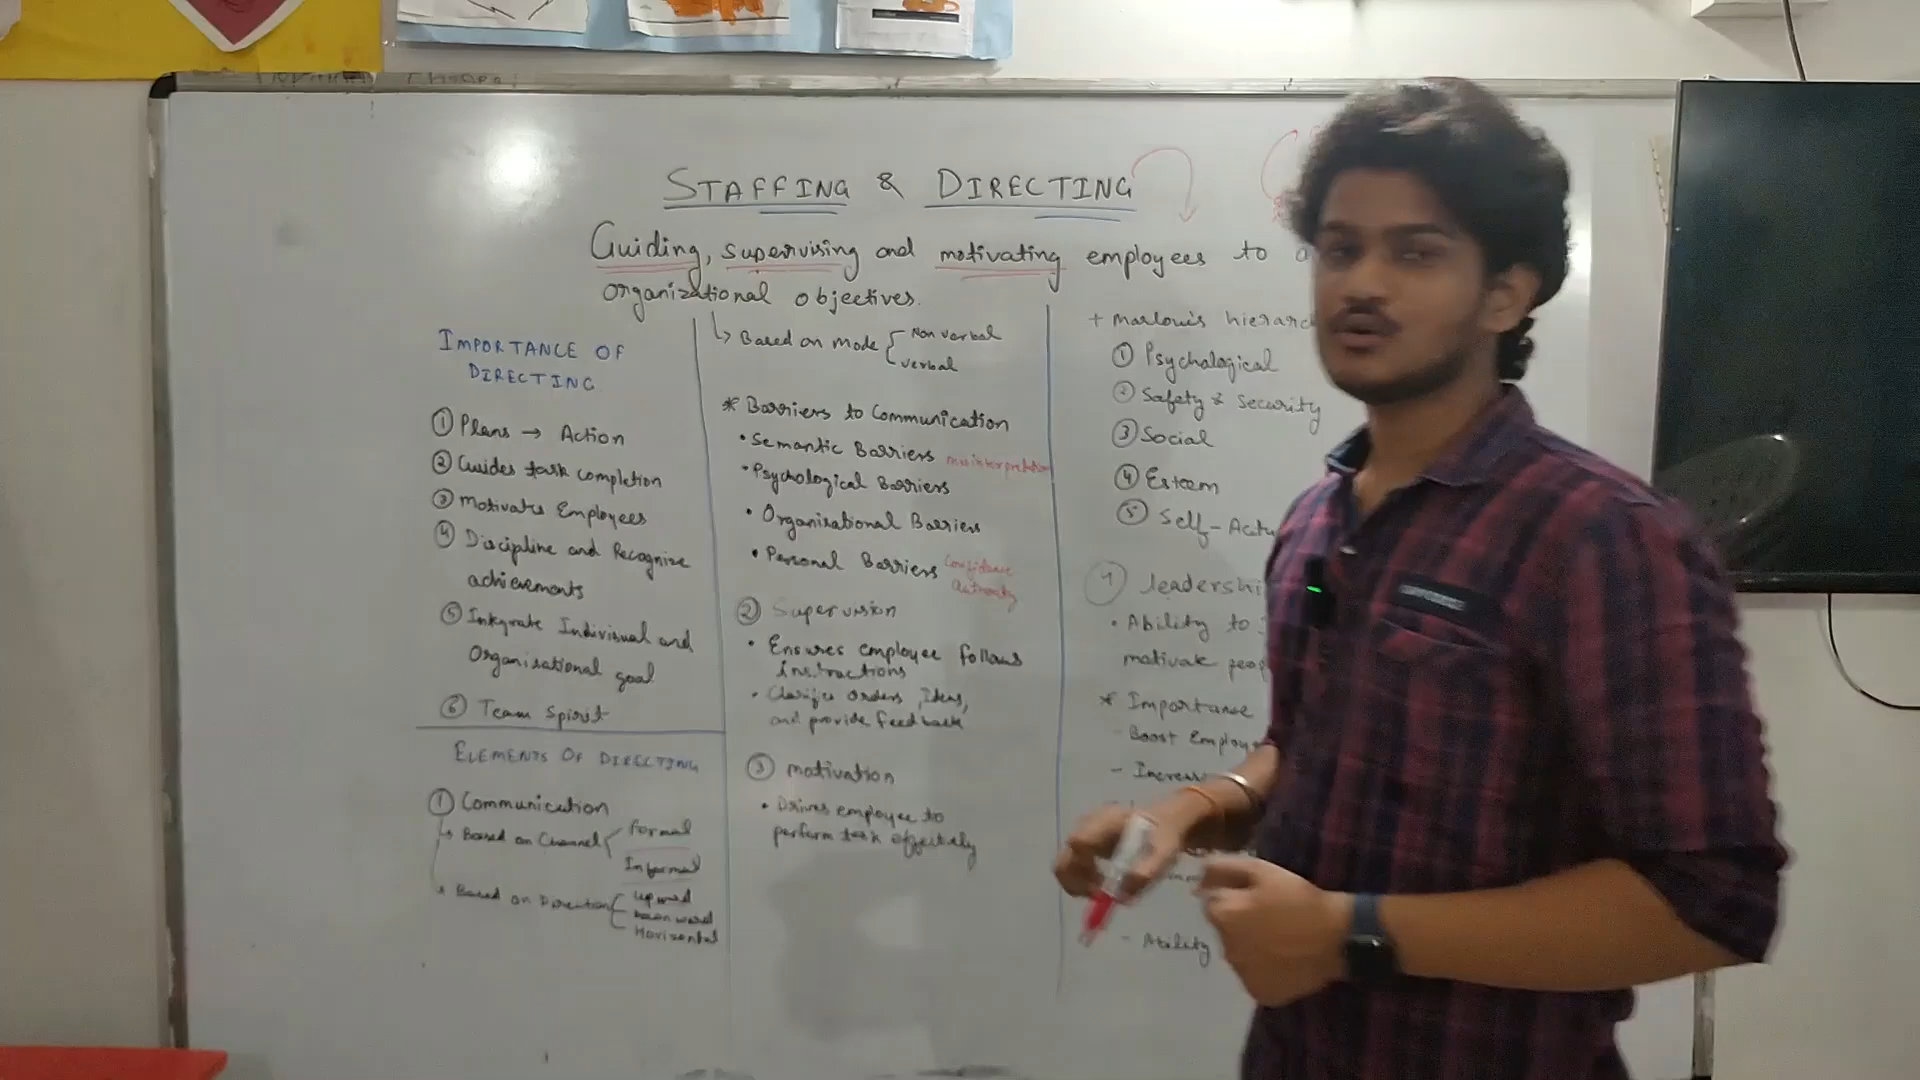 STAFFING & DIRECTING
Guiding, supervising and motivating employees to a
organizational objectives.
IMPORTANCE OF
DIRECTING
① Plans → Action
② Guides task completion
③ Motivates Employees
④ Discipline and Recognise
achievements
⑤ Integrate Individual and
Organisational goal
⑥ Team Spirit
ELEMENTS OF DIRECTING
① Communication
↳ Based on Channel
Formal
Informal
Based on Direction
upward
Downward
Horizontal
↳ Based on Mode
Non verbal
verbal
* Barriers to Communication
• Semantic Barriers misinterpretation
• Psychological Barriers
• Organisational Barriers
• Personal Barriers Confidence
Authority
② Supervision
• Ensures employee follows
instructions
• Clarifies orders, Ideas,
and provide feedback
③ motivation
• Drives employee to
perform task effectively
+ Marlow's hierarc
① Psychological
② Safety & security
③ Social
④ Esteem
⑤ Self-Actu
leadershi
• Ability to
motivate peop
* Importance
- Boost Employe
- Increas
- Ability